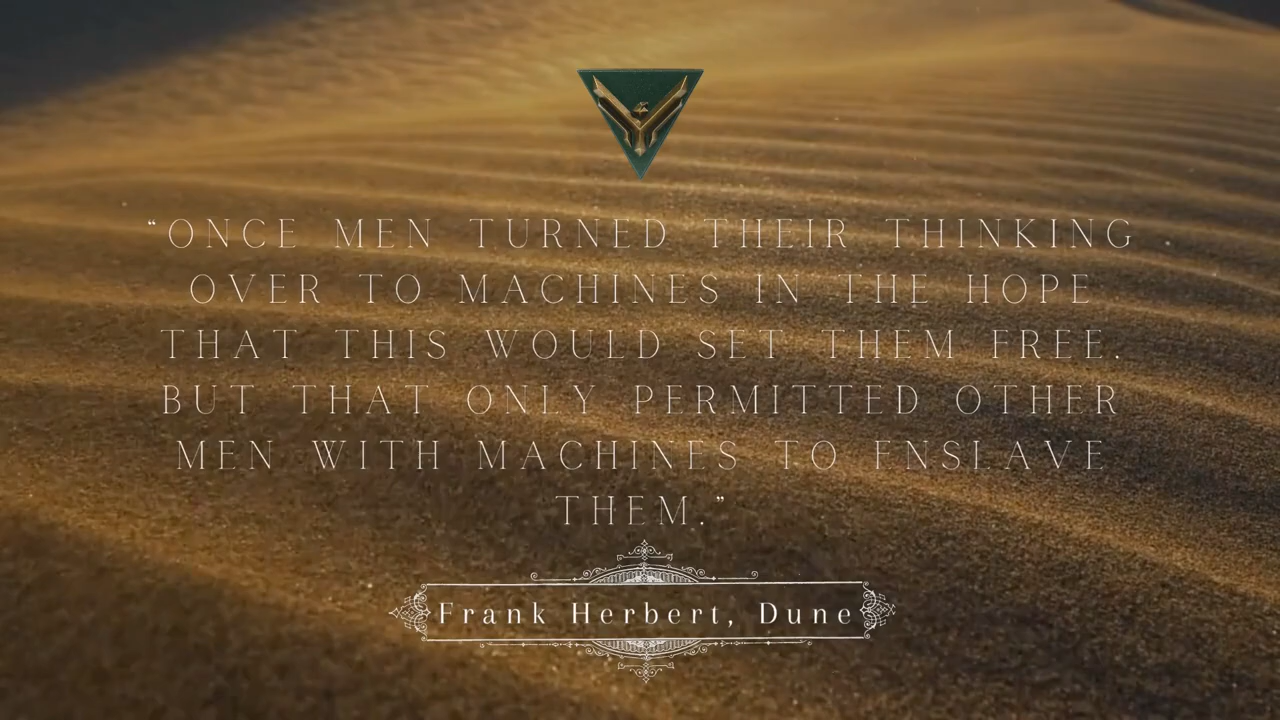 “ONCE MEN TURNED THEIR THINKING
OVER TO MACHINES IN THE HOPE
THAT THIS WOULD SET THEM FREE.
BUT THAT ONLY PERMITTED OTHER
MEN WITH MACHINES TO ENSLAVE
THEM.”
Frank Herbert, Dune